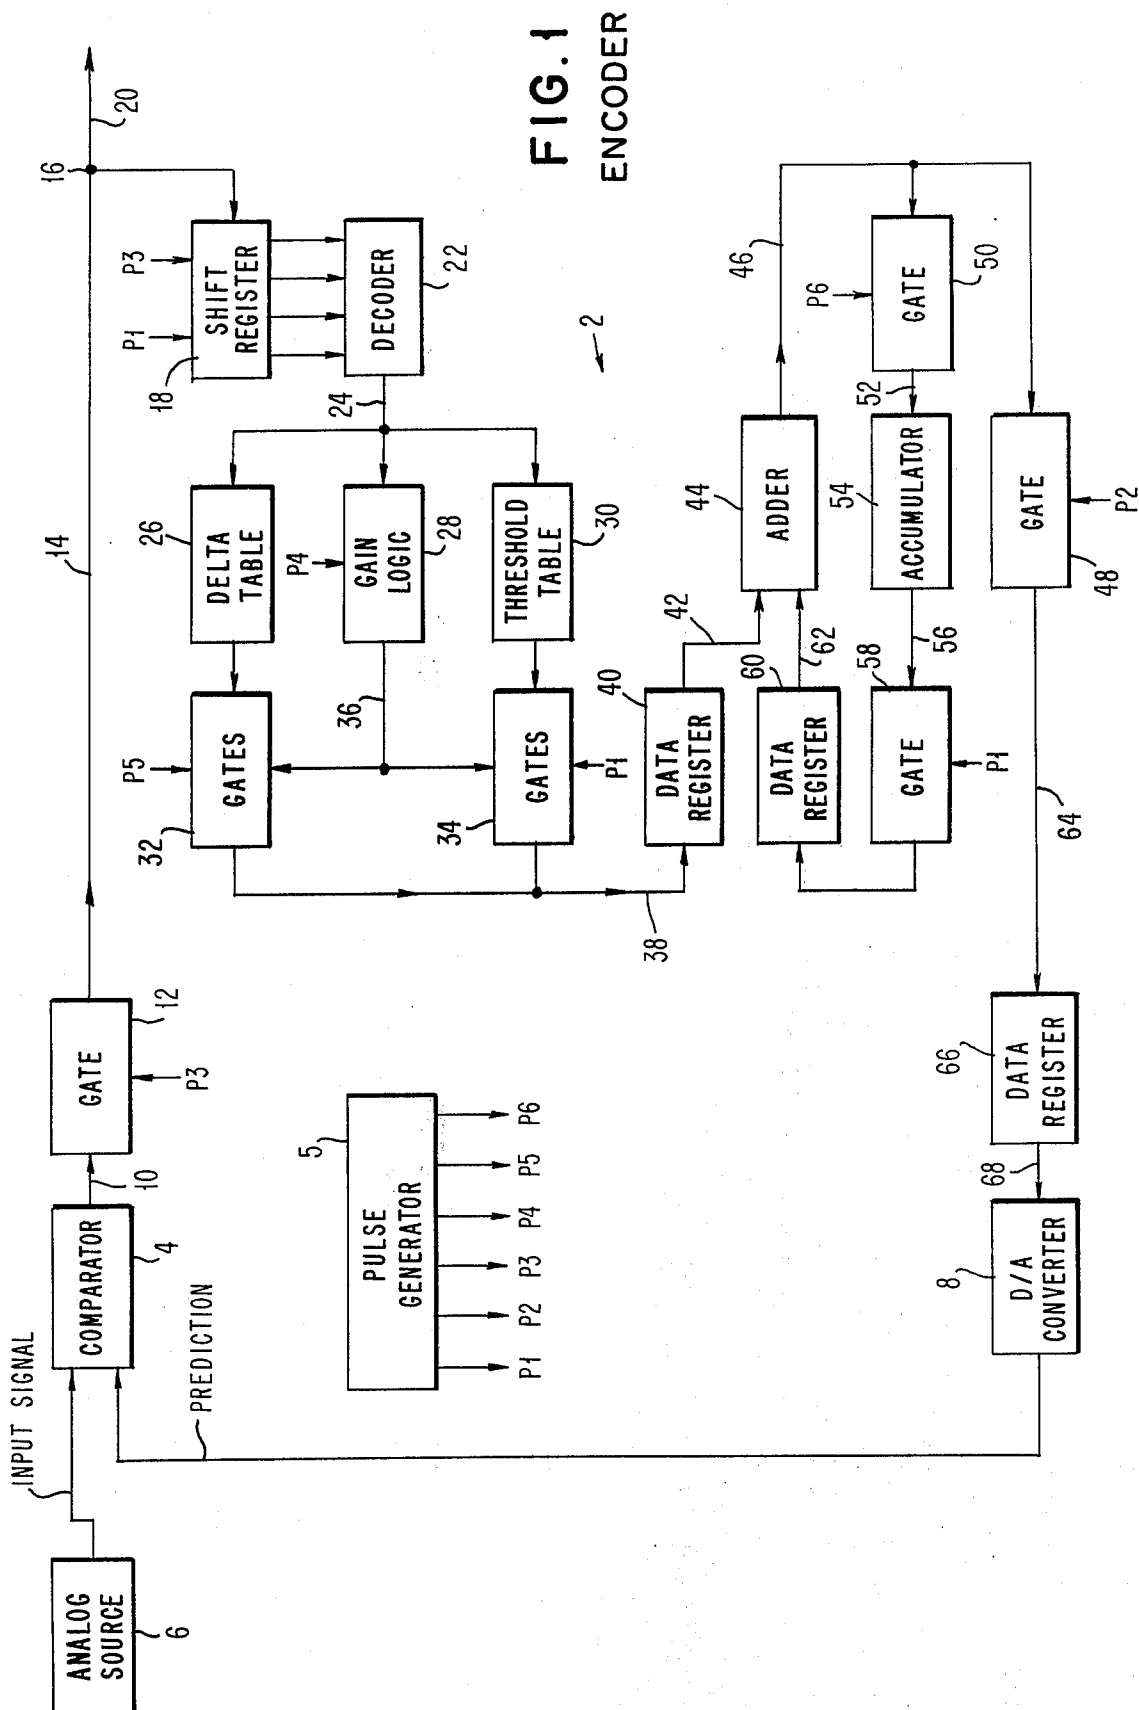 INPUT SIGNAL
ANALOG
SOURCE
6
COMPARATOR
4
10
GATE
12
P3
14
16
20
PREDICTION
PULSE
GENERATOR
5
P1
P2
P3
P4
P5
P6
P1
P3
18
SHIFT
REGISTER
DECODER
22
24
26
DELTA
TABLE
P4
GAIN
LOGIC
28
THRESHOLD
TABLE
30
P5
32
GATES
36
34
GATES
P1
38
40
DATA
REGISTER
42
44
ADDER
46
2
60
DATA
REGISTER
62
P6
GATE
50
52
54
ACCUMULATOR
56
58
GATE
P1
GATE
48
P2
64
66
DATA
REGISTER
68
8
D/A
CONVERTER
FIG.1
ENCODER